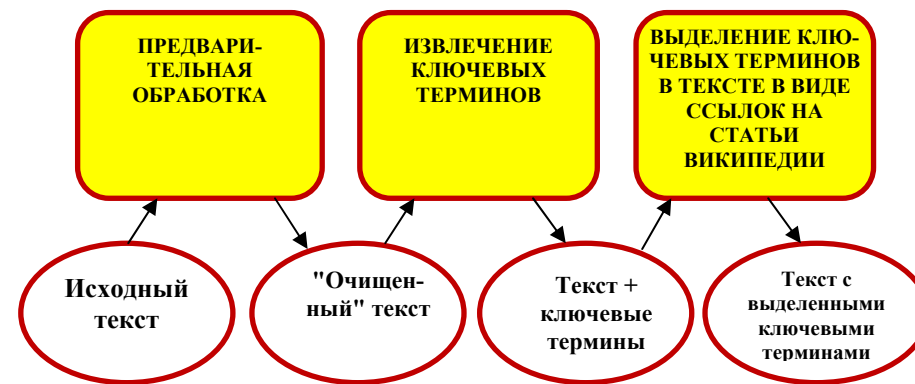 ПРЕДВАРИ-
ТЕЛЬНАЯ
ОБРАБОТКА
ИЗВЛЕЧЕНИЕ
КЛЮЧЕВЫХ
ТЕРМИНОВ
ВЫДЕЛЕНИЕ КЛЮ-
ЧЕВЫХ ТЕРМИНОВ
В ТЕКСТЕ В ВИДЕ
ССЫЛОК НА
СТАТЬИ
ВИКИПЕДИИ
Исходный
текст
"Очищен-
ный" текст
Текст +
ключевые
термины
Текст с
выделенными
ключевыми
терминами